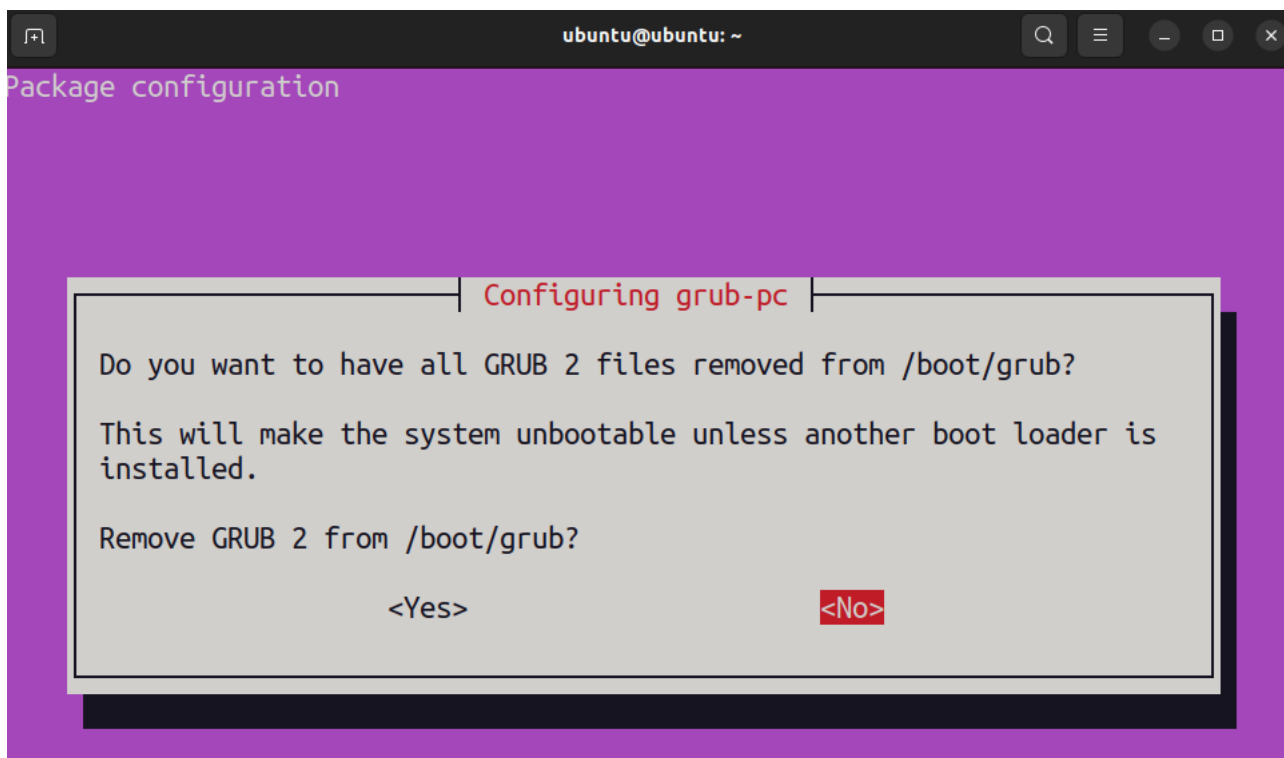 ubuntu@ubuntu: ~
Package configuration
Configuring grub-pc
Do you want to have all GRUB 2 files removed from /boot/grub?
This will make the system unbootable unless another boot loader is
installed.
Remove GRUB 2 from /boot/grub?
<Yes> <No>